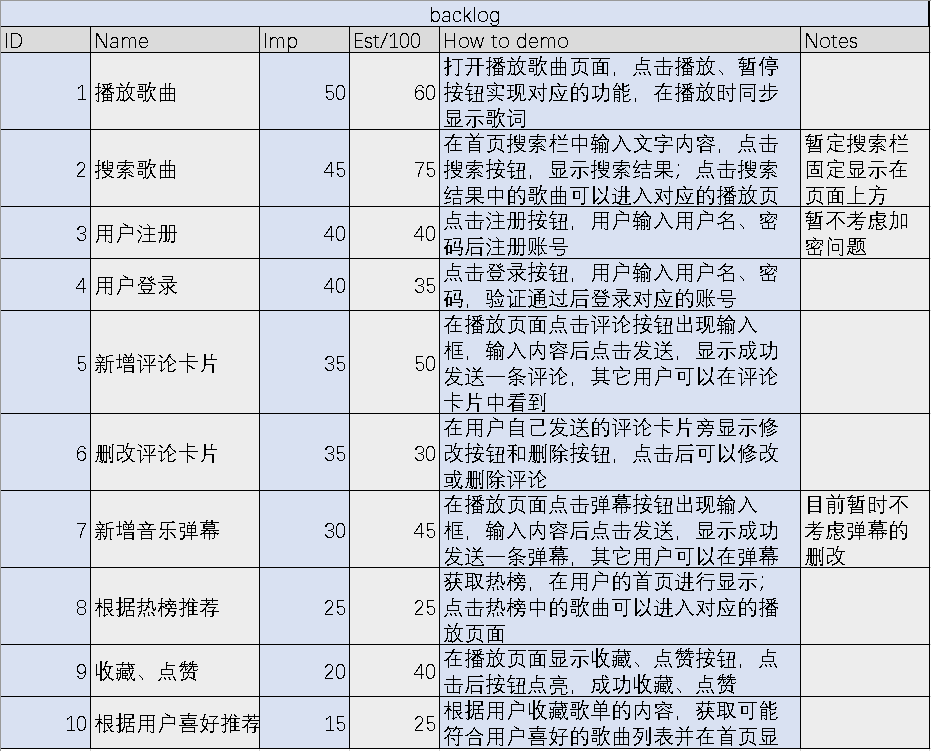 backlog
ID Name Imp Est/100 How to demo Notes
1 播放歌曲 50 60 打开播放歌曲页面，点击播放、暂停
按钮实现对应的功能，在播放时同步
显示歌词
2 搜索歌曲 45 75 在首页搜索栏中输入文字内容，点击
搜索按钮，显示搜索结果；点击搜索
结果中的歌曲可以进入对应的播放页
暂定搜索栏
固定显示在
页面上方
3 用户注册 40 40 点击注册按钮，用户输入用户名、密
码后注册账号
暂不考虑加
密问题
4 用户登录 40 35 点击登录按钮，用户输入用户名、密
码，验证通过后登录对应的账号
5 新增评论卡片 35 50 在播放页面点击评论按钮出现输入
框，输入内容后点击发送，显示成功
发送一条评论，其它用户可以在评论
卡片中看到
6 删改评论卡片 35 30 在用户自己发送的评论卡片旁显示修
改按钮和删除按钮，点击后可以修改
或删除评论
7 新增音乐弹幕 30 45 在播放页面点击弹幕按钮出现输入
框，输入内容后点击发送，显示成功
发送一条弹幕，其它用户可以在弹幕
目前暂时不
考虑弹幕的
删改
8 根据热榜推荐 25 25 获取热榜，在用户的首页进行显示；
点击热榜中的歌曲可以进入对应的播
放页面
9 收藏、点赞 20 40 在播放页面显示收藏、点赞按钮，点
击后按钮点亮，成功收藏、点赞
10 根据用户喜好推荐 15 25 根据用户收藏歌单的内容，获取可能
符合用户喜好的歌曲列表并在首页显